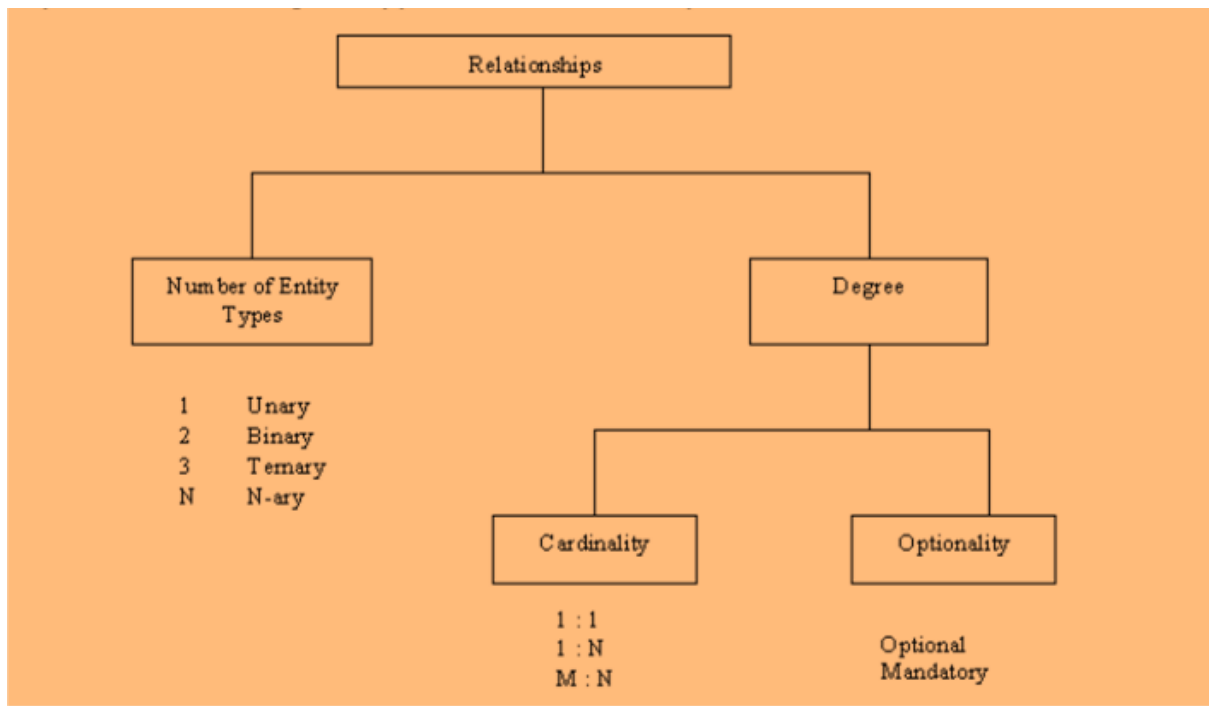 Relationships
Number of Entity
Types
Degree
1 Unary
2 Binary
3 Ternary
N N-ary
Cardinality
Optionality
1 : 1
1 : N
M : N
Optional
Mandatory